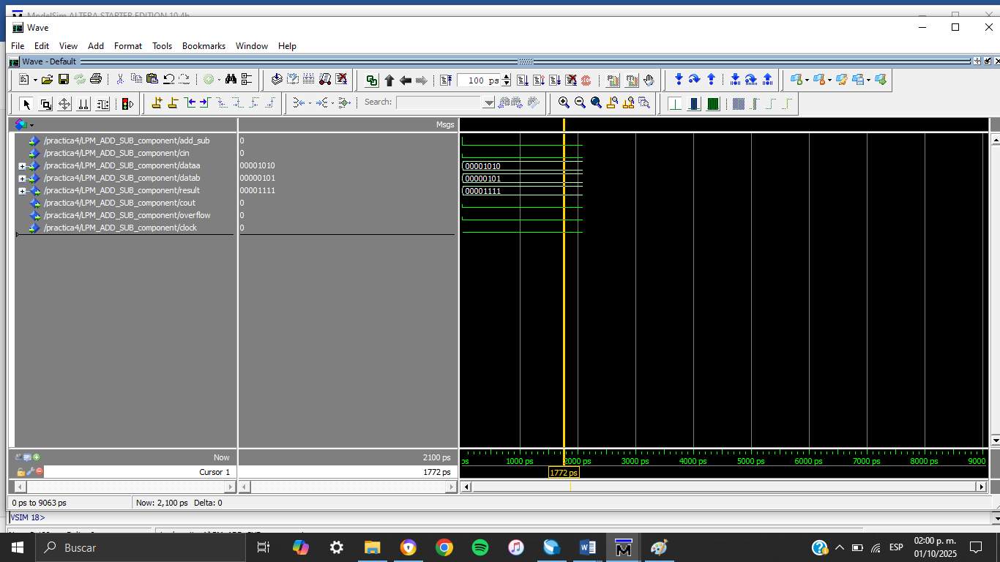 ModelSim ALTERA STARTER EDITION 10.4b
Wave
File Edit View Add Format Tools Bookmarks Window Help
Wave - Default
100 ps
Search:
Msgs
/practica4/LPM_ADD_SUB_component/add_sub 0
/practica4/LPM_ADD_SUB_component/cin 0
/practica4/LPM_ADD_SUB_component/dataa 00001010 00001010
/practica4/LPM_ADD_SUB_component/datab 00000101 00000101
/practica4/LPM_ADD_SUB_component/result 00001111 00001111
/practica4/LPM_ADD_SUB_component/cout 0
/practica4/LPM_ADD_SUB_component/overflow 0
/practica4/LPM_ADD_SUB_component/clock 0
Now 2100 ps ps 1000 ps 2000 ps 3000 ps 4000 ps 5000 ps 6000 ps 7000 ps 8000 ps 9000
Cursor 1 1772 ps 1772 ps
0 ps to 9063 ps Now: 2,100 ps Delta: 0
VSIM 18>
Buscar ESP 02:00 p. m.
01/10/2025